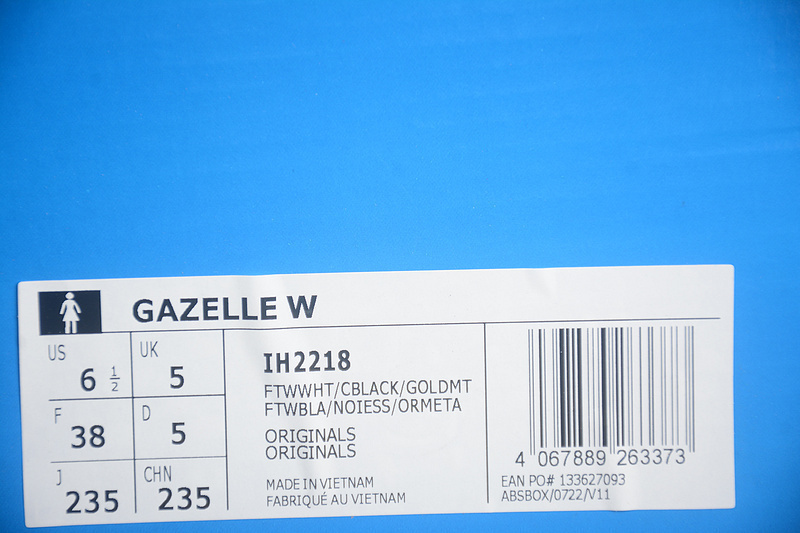 GAZELLE W
US 6 1/2
UK 5
F 38
D 5
J 235
CHN 235
IH2218
FTWWHT/CBLACK/GOLDMT
FTWBLA/NOIESS/ORMETA
ORIGINALS
ORIGINALS
MADE IN VIETNAM
FABRIQUÉ AU VIETNAM
4 067889 263373
EAN PO# 133627093
ABSBOX/0722/V11